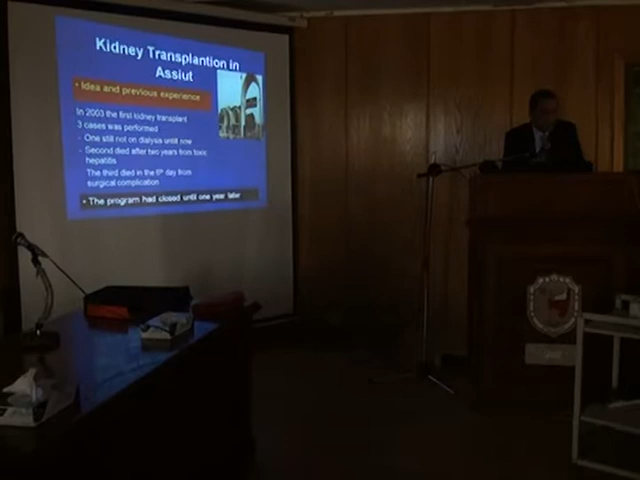 Kidney Transplantion in
Assiut
• Idea and previous experience
In 2003 the first kidney transplant
3 cases was performed
- One still not on dialysis untill now
- Second died after two years from toxic
hepatitis
The third died in the 6th day from
surgical complication
• The program had closed until one year latter